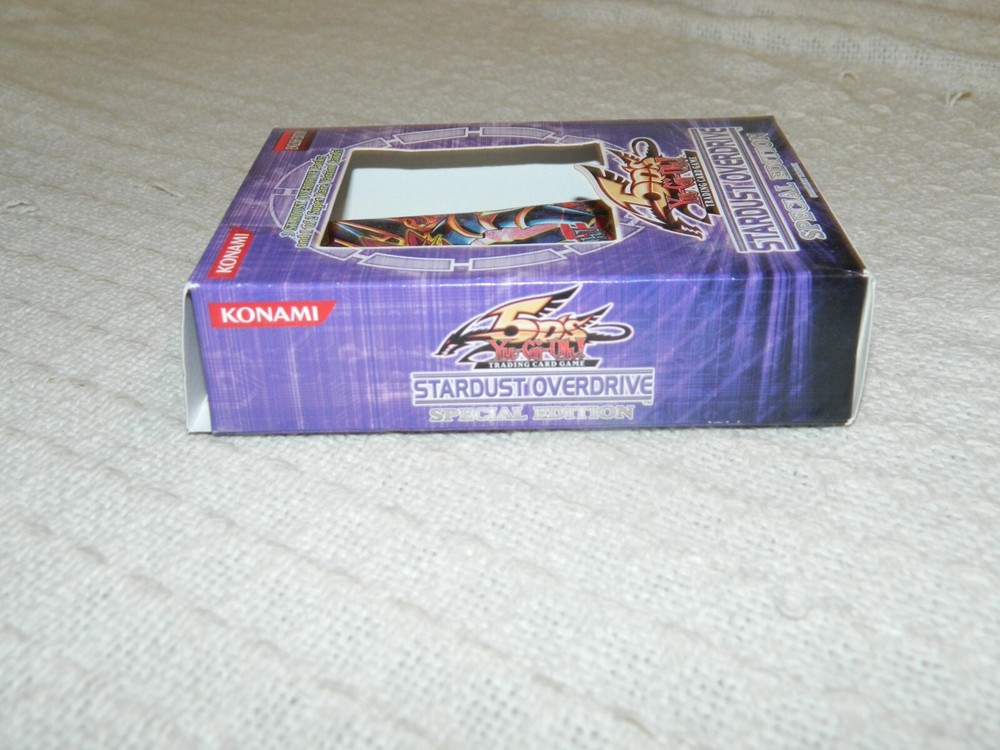 KONAMI
5D's
Yu-Gi-Oh!
TRADING CARD GAME
STARDUST OVERDRIVE
SPECIAL EDITION
KONAMI
5D's
Yu-Gi-Oh!
TRADING CARD GAME
STARDUST OVERDRIVE™
SPECIAL EDITION